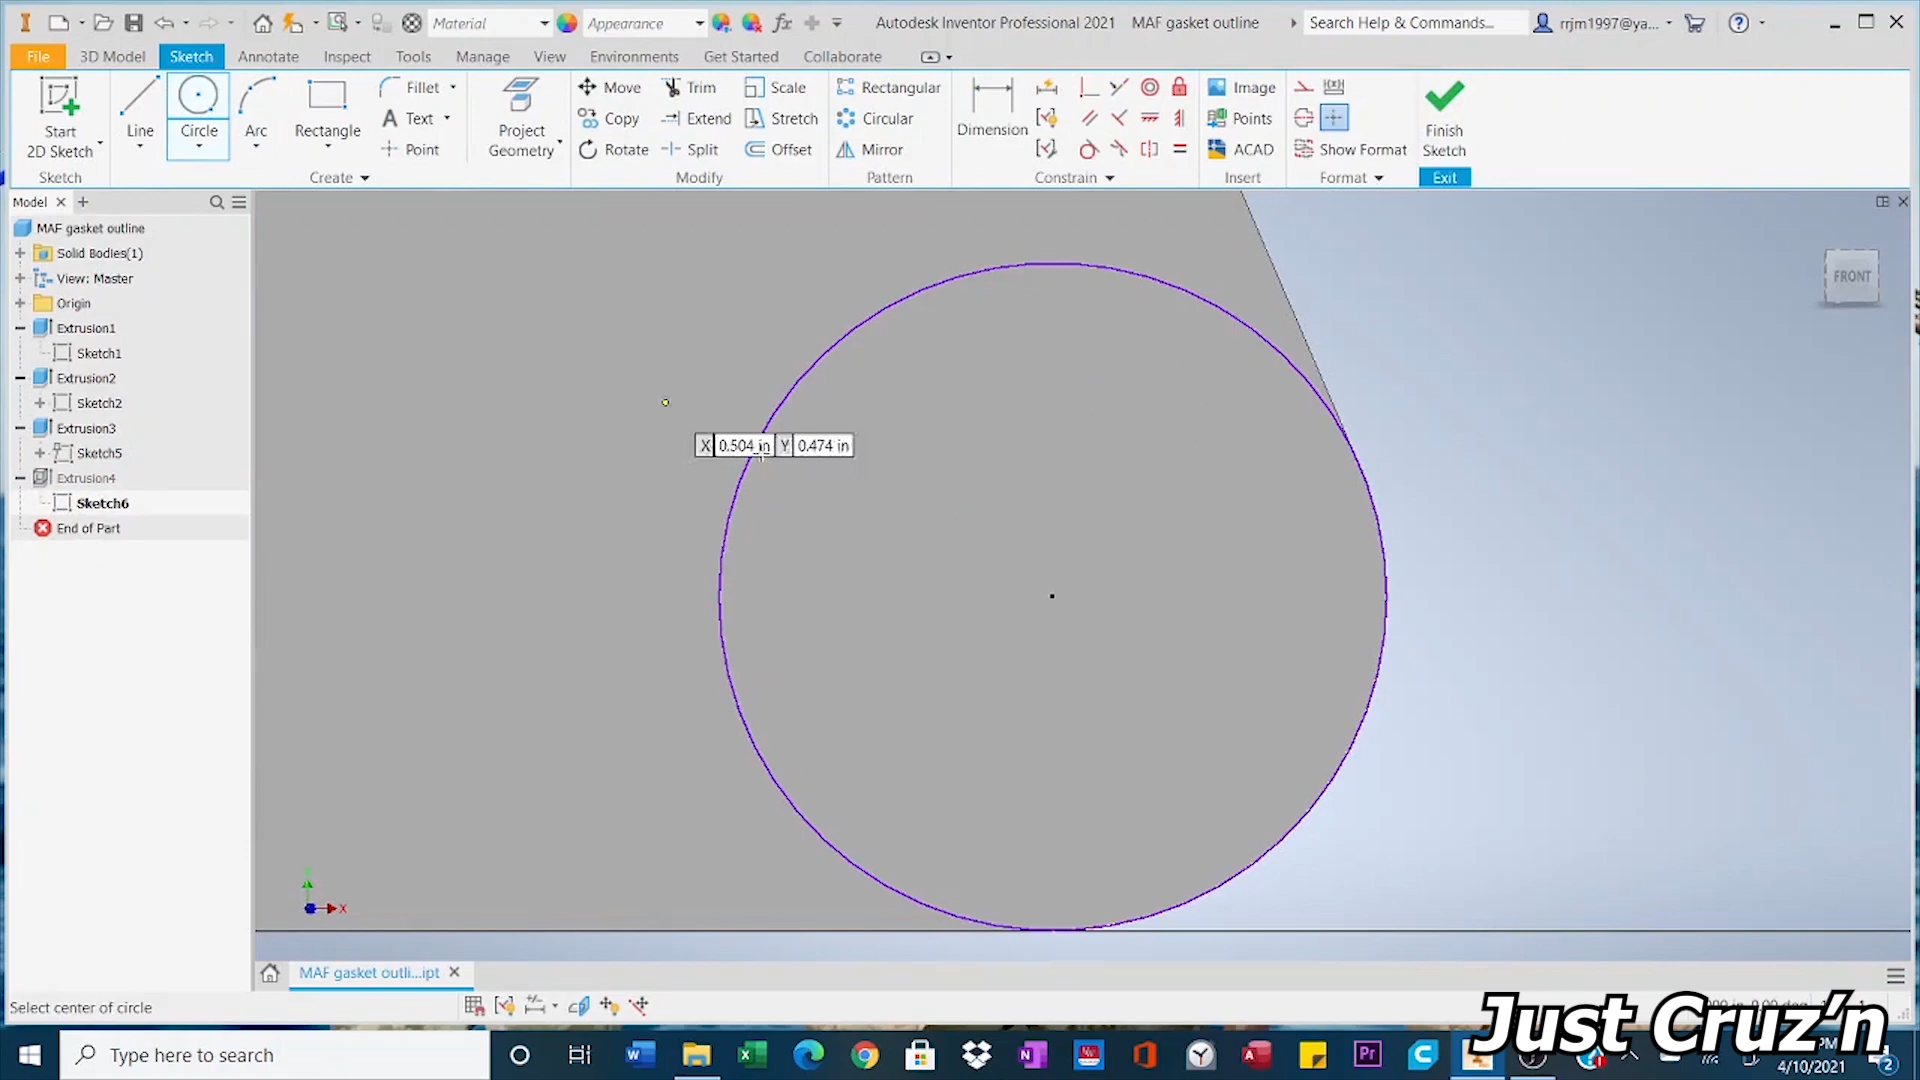 Material
Appearance
Autodesk Inventor Professional 2021 MAF gasket outline
Search Help & Commands...
rrjm1997@ya...
File 3D Model Sketch Annotate Inspect Tools Manage View Environments Get Started Collaborate
Start
2D Sketch
Line
Circle
Arc
Rectangle
Fillet
Text
Point
Project
Geometry
Move
Copy
Rotate
Trim
Extend
Split
Scale
Stretch
Offset
Rectangular
Circular
Mirror
Dimension
Image
Points
ACAD
Show Format
Finish
Sketch
Sketch Create Modify Pattern Constrain Insert Format Exit
Model
MAF gasket outline
Solid Bodies(1)
View: Master
Origin
Extrusion1
Sketch1
Extrusion2
Sketch2
Extrusion3
Sketch5
Extrusion4
Sketch6
End of Part
X 0.504 in Y 0.474 in
FRONT
X
MAF gasket outli...ipt
Select center of circle
Just Cruz'n
Type here to search
4/10/2021
2